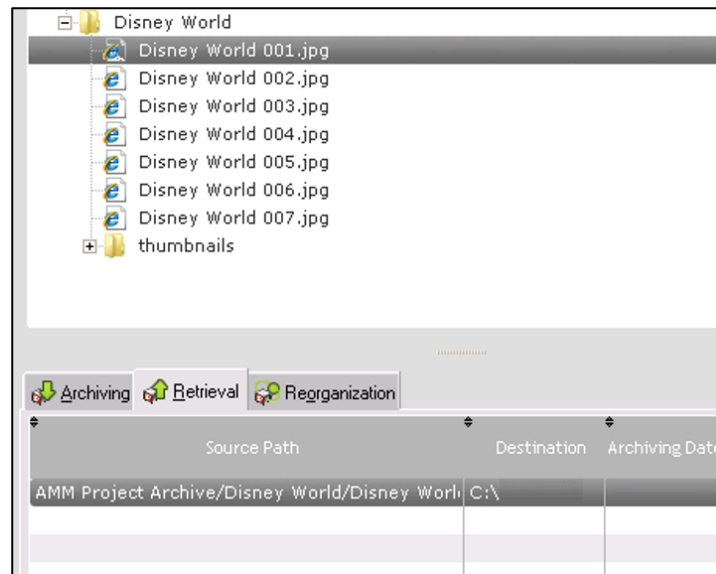 Disney World
Disney World 001.jpg
Disney World 002.jpg
Disney World 003.jpg
Disney World 004.jpg
Disney World 005.jpg
Disney World 006.jpg
Disney World 007.jpg
thumbnails
Archiving Retrieval Reorganization
Source Path Destination Archiving Date
AMM Project Archive/Disney World/Disney Worl C:\